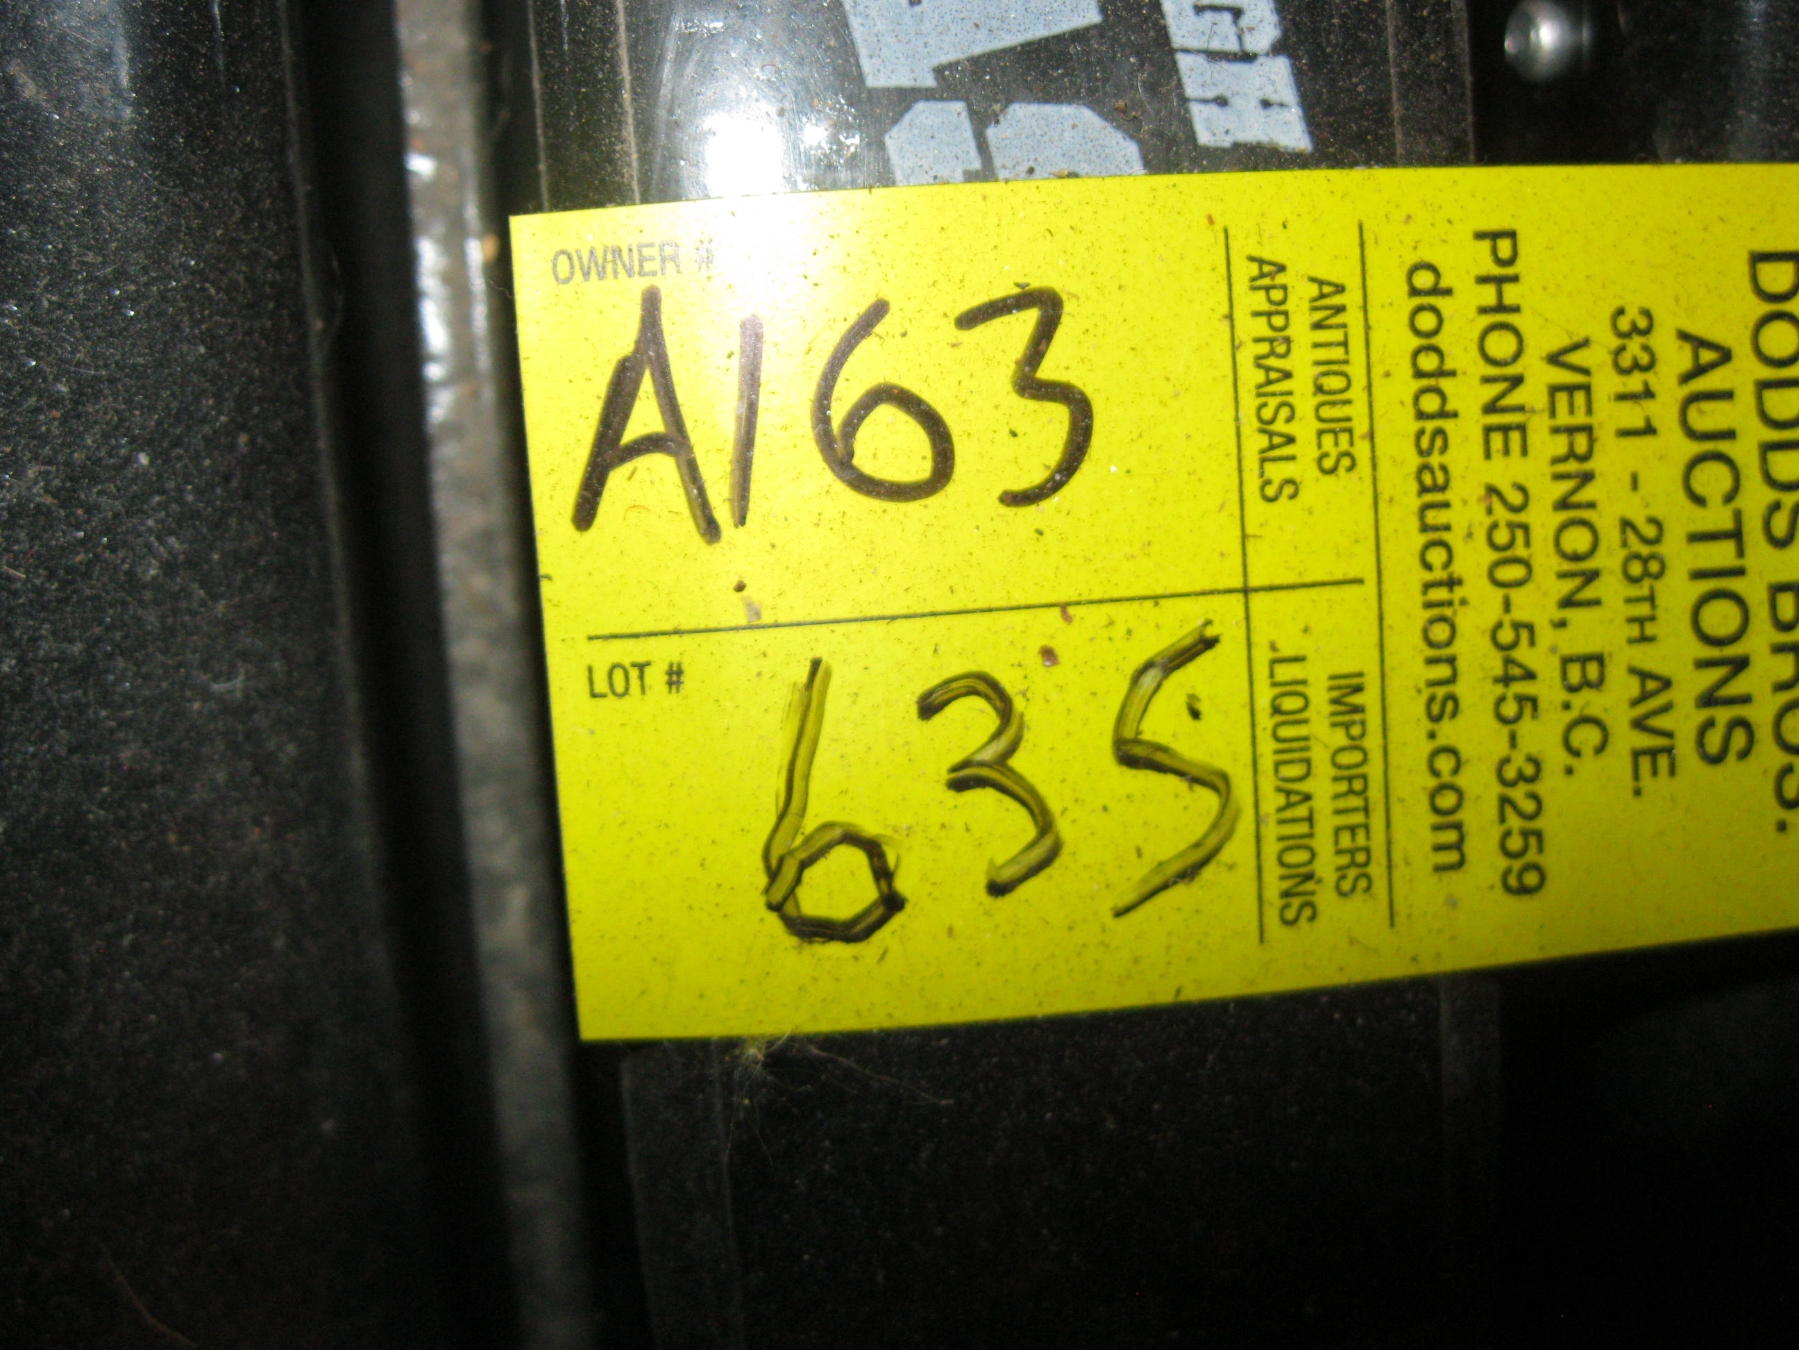 OWNER #
A163
LOT #
635
DODDS BROS.
AUCTIONS
3311 - 28TH AVE.
VERNON, B.C.
PHONE 250-545-3259
doddsauctions.com
ANTIQUES IMPORTERS
APPRAISALS LIQUIDATIONS